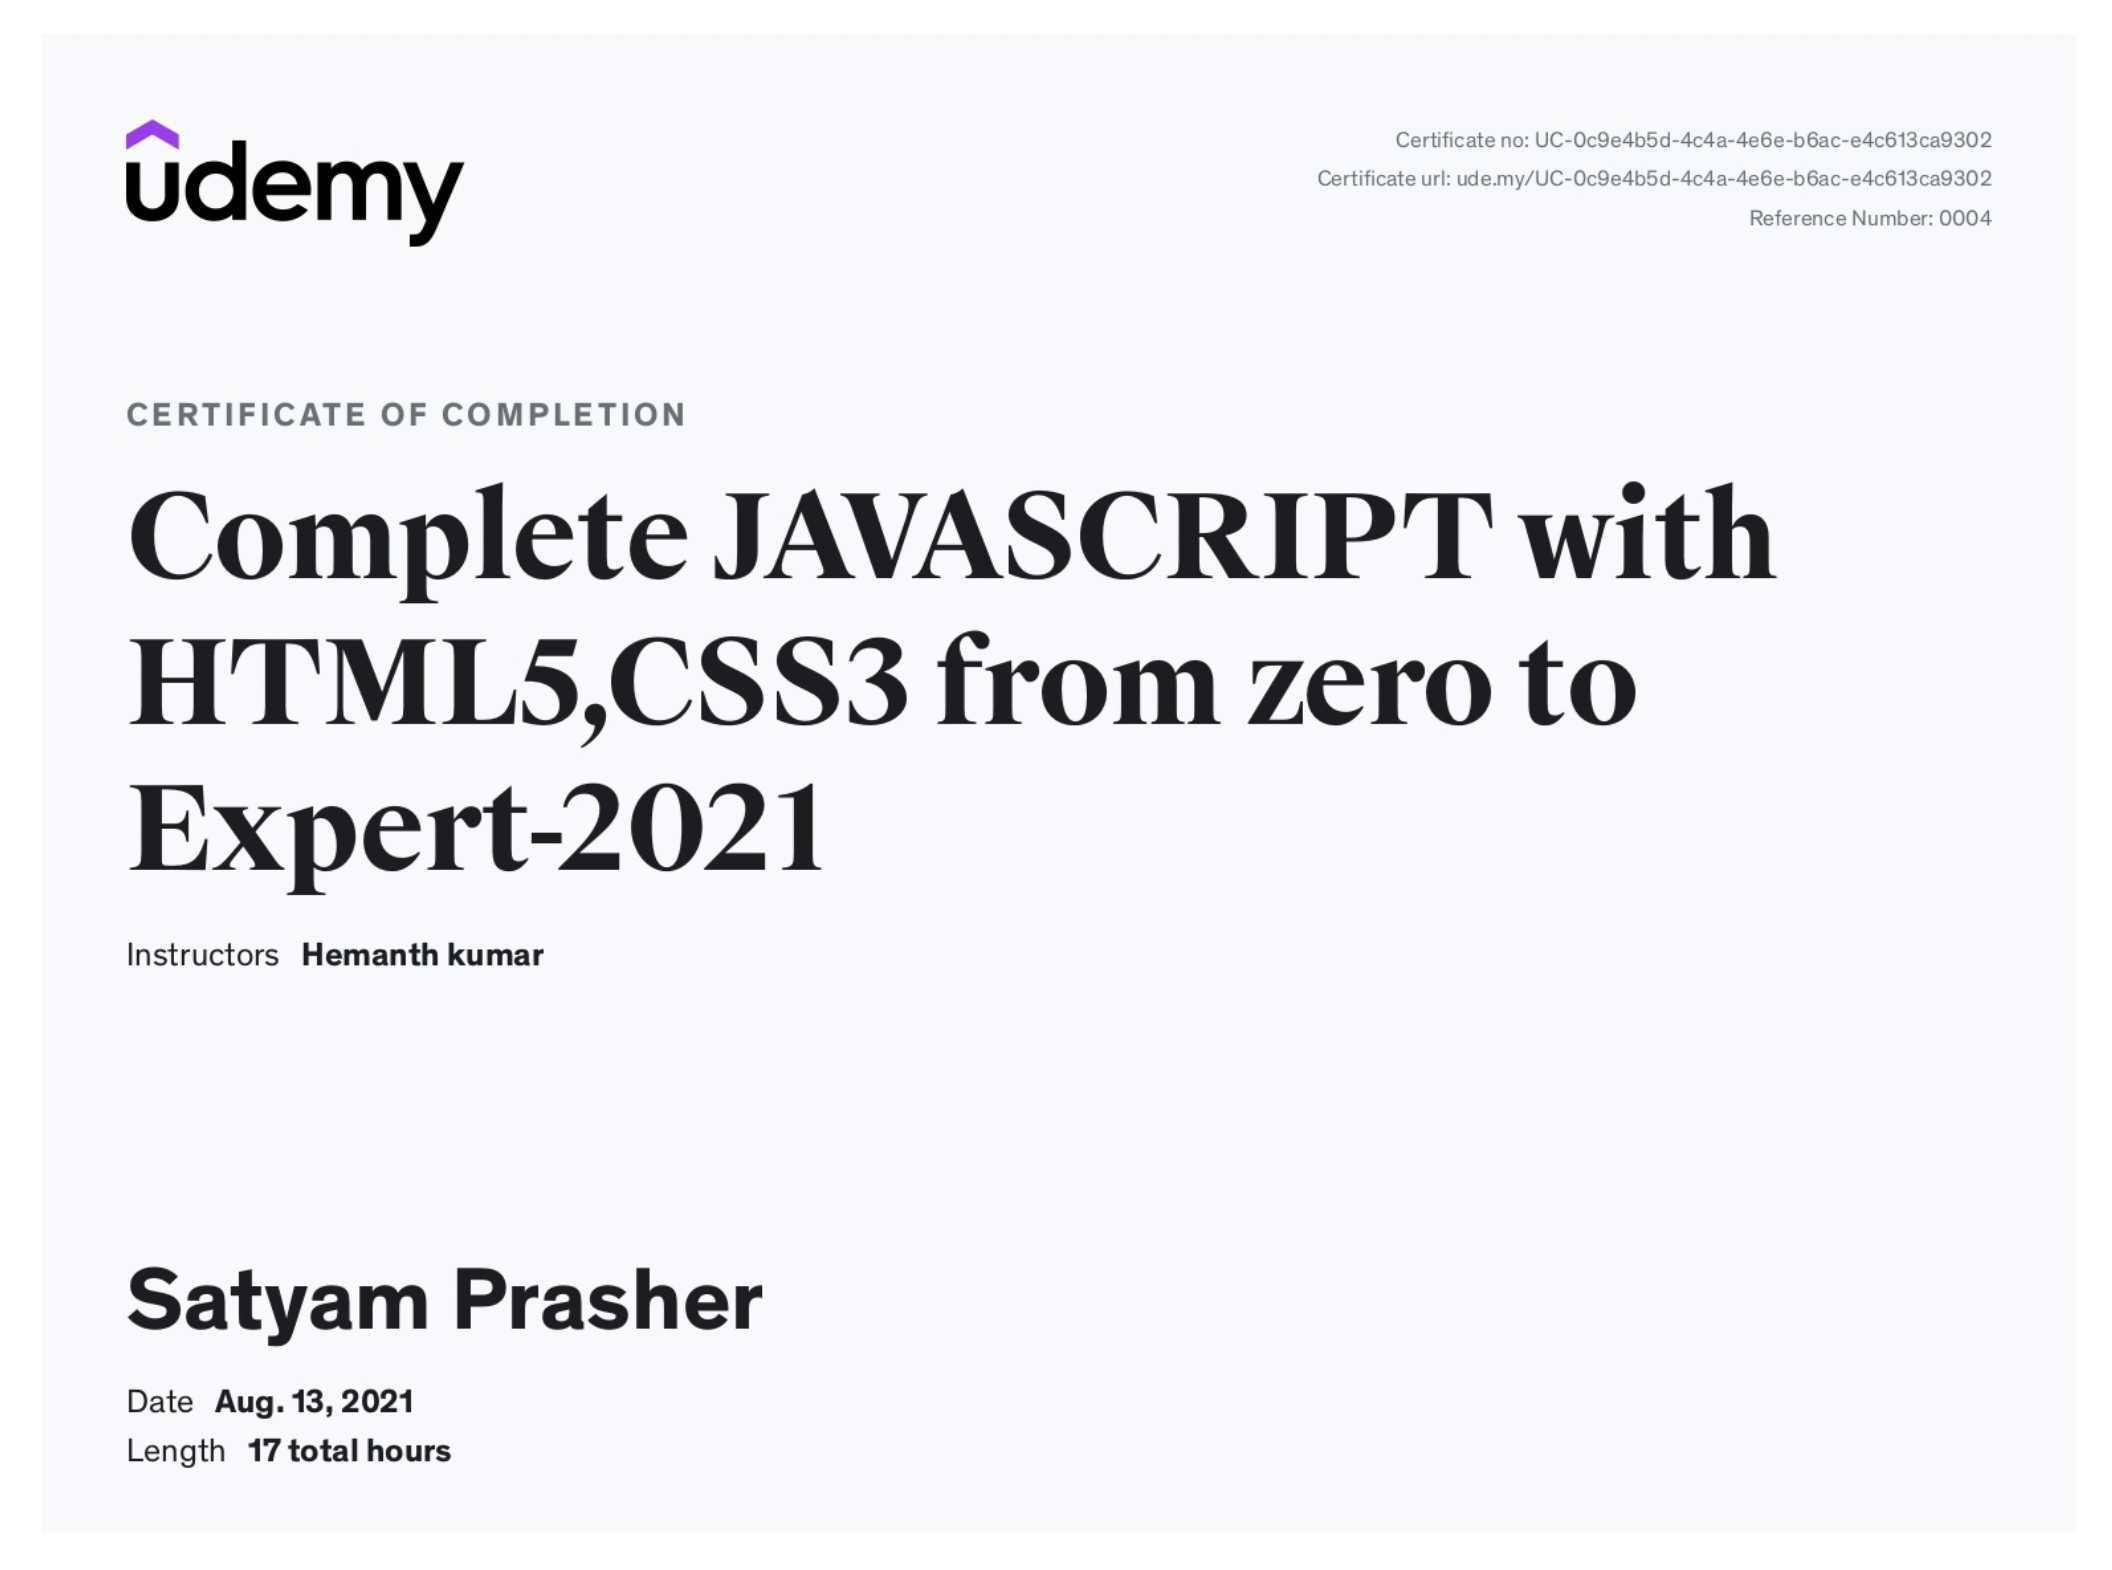 udemy
Certificate no: UC-0c9e4b5d-4c4a-4e6e-b6ac-e4c613ca9302
Certificate url: ude.my/UC-0c9e4b5d-4c4a-4e6e-b6ac-e4c613ca9302
Reference Number: 0004
CERTIFICATE OF COMPLETION
Complete JAVASCRIPT with
HTML5,CSS3 from zero to
Expert-2021
Instructors Hemanth kumar
Satyam Prasher
Date Aug. 13, 2021
Length 17 total hours